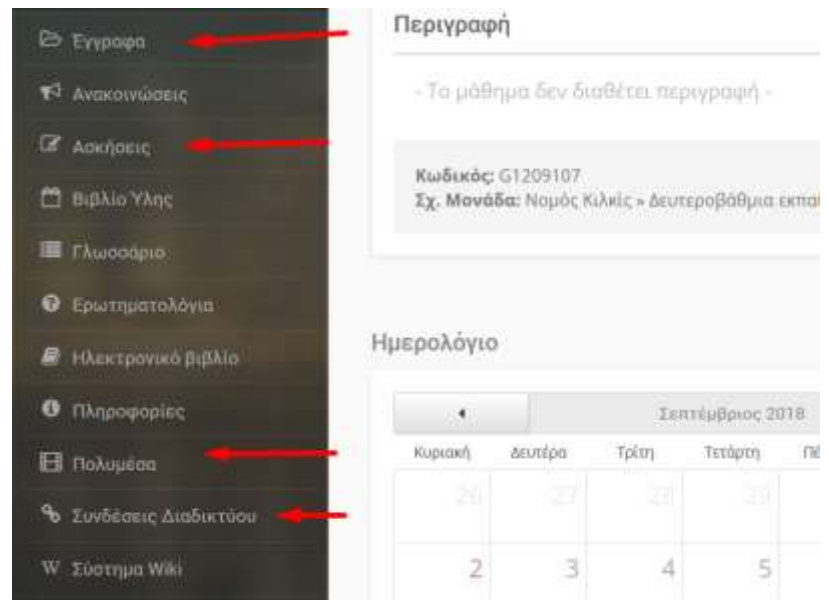 Έγγραφα
Ανακοινώσεις
Ασκήσεις
Βιβλίο Ύλης
Γλωσσάριο
Ερωτηματολόγια
Ηλεκτρονικό βιβλίο
Πληροφορίες
Πολυμέσα
Συνδέσεις Διαδικτύου
Σύστημα Wiki
Περιγραφή
- Το μάθημα δεν διαθέτει περιγραφή -
Κωδικός: G1209107
Σχ. Μονάδα: Νομός Κιλκίς » Δευτεροβάθμια εκπα
Ημερολόγιο
Σεπτέμβριος 2018
Κυριακή Δευτέρα Τρίτη Τετάρτη Πέ
26 27 28 29
2 3 4 5